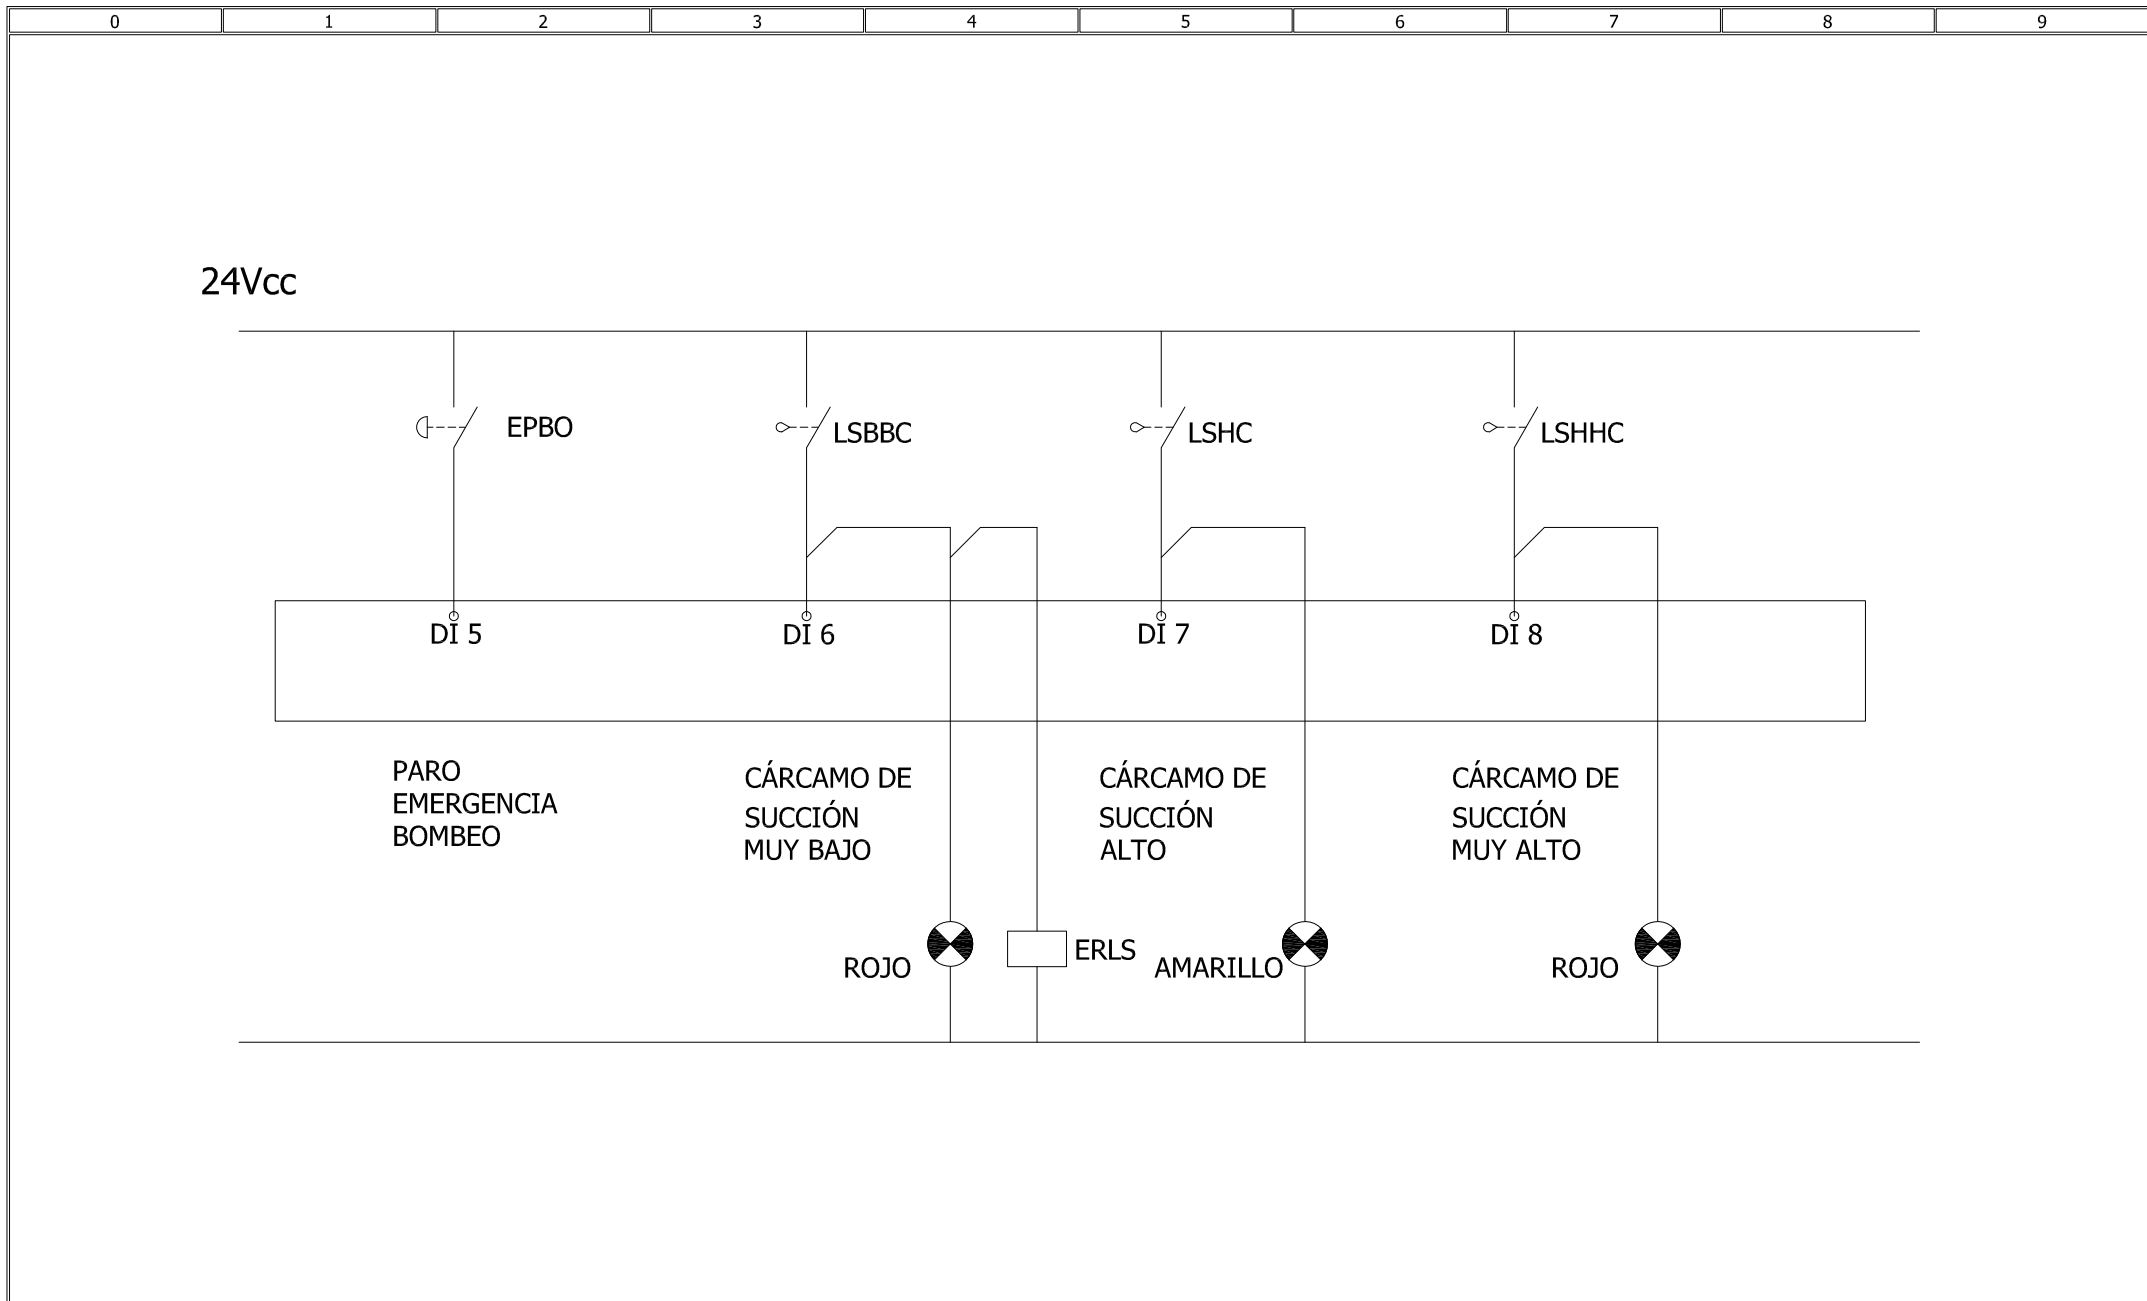 0 1 2 3 4 5 6 7 8 9
24Vcc
EPBO
LSBBC
LSHC
LSHHC
DI 5
DI 6
DI 7
DI 8
PARO
EMERGENCIA
BOMBEO
CÁRCAMO DE
SUCCIÓN
MUY BAJO
CÁRCAMO DE
SUCCIÓN
ALTO
CÁRCAMO DE
SUCCIÓN
MUY ALTO
ROJO
ERLS
AMARILLO
ROJO